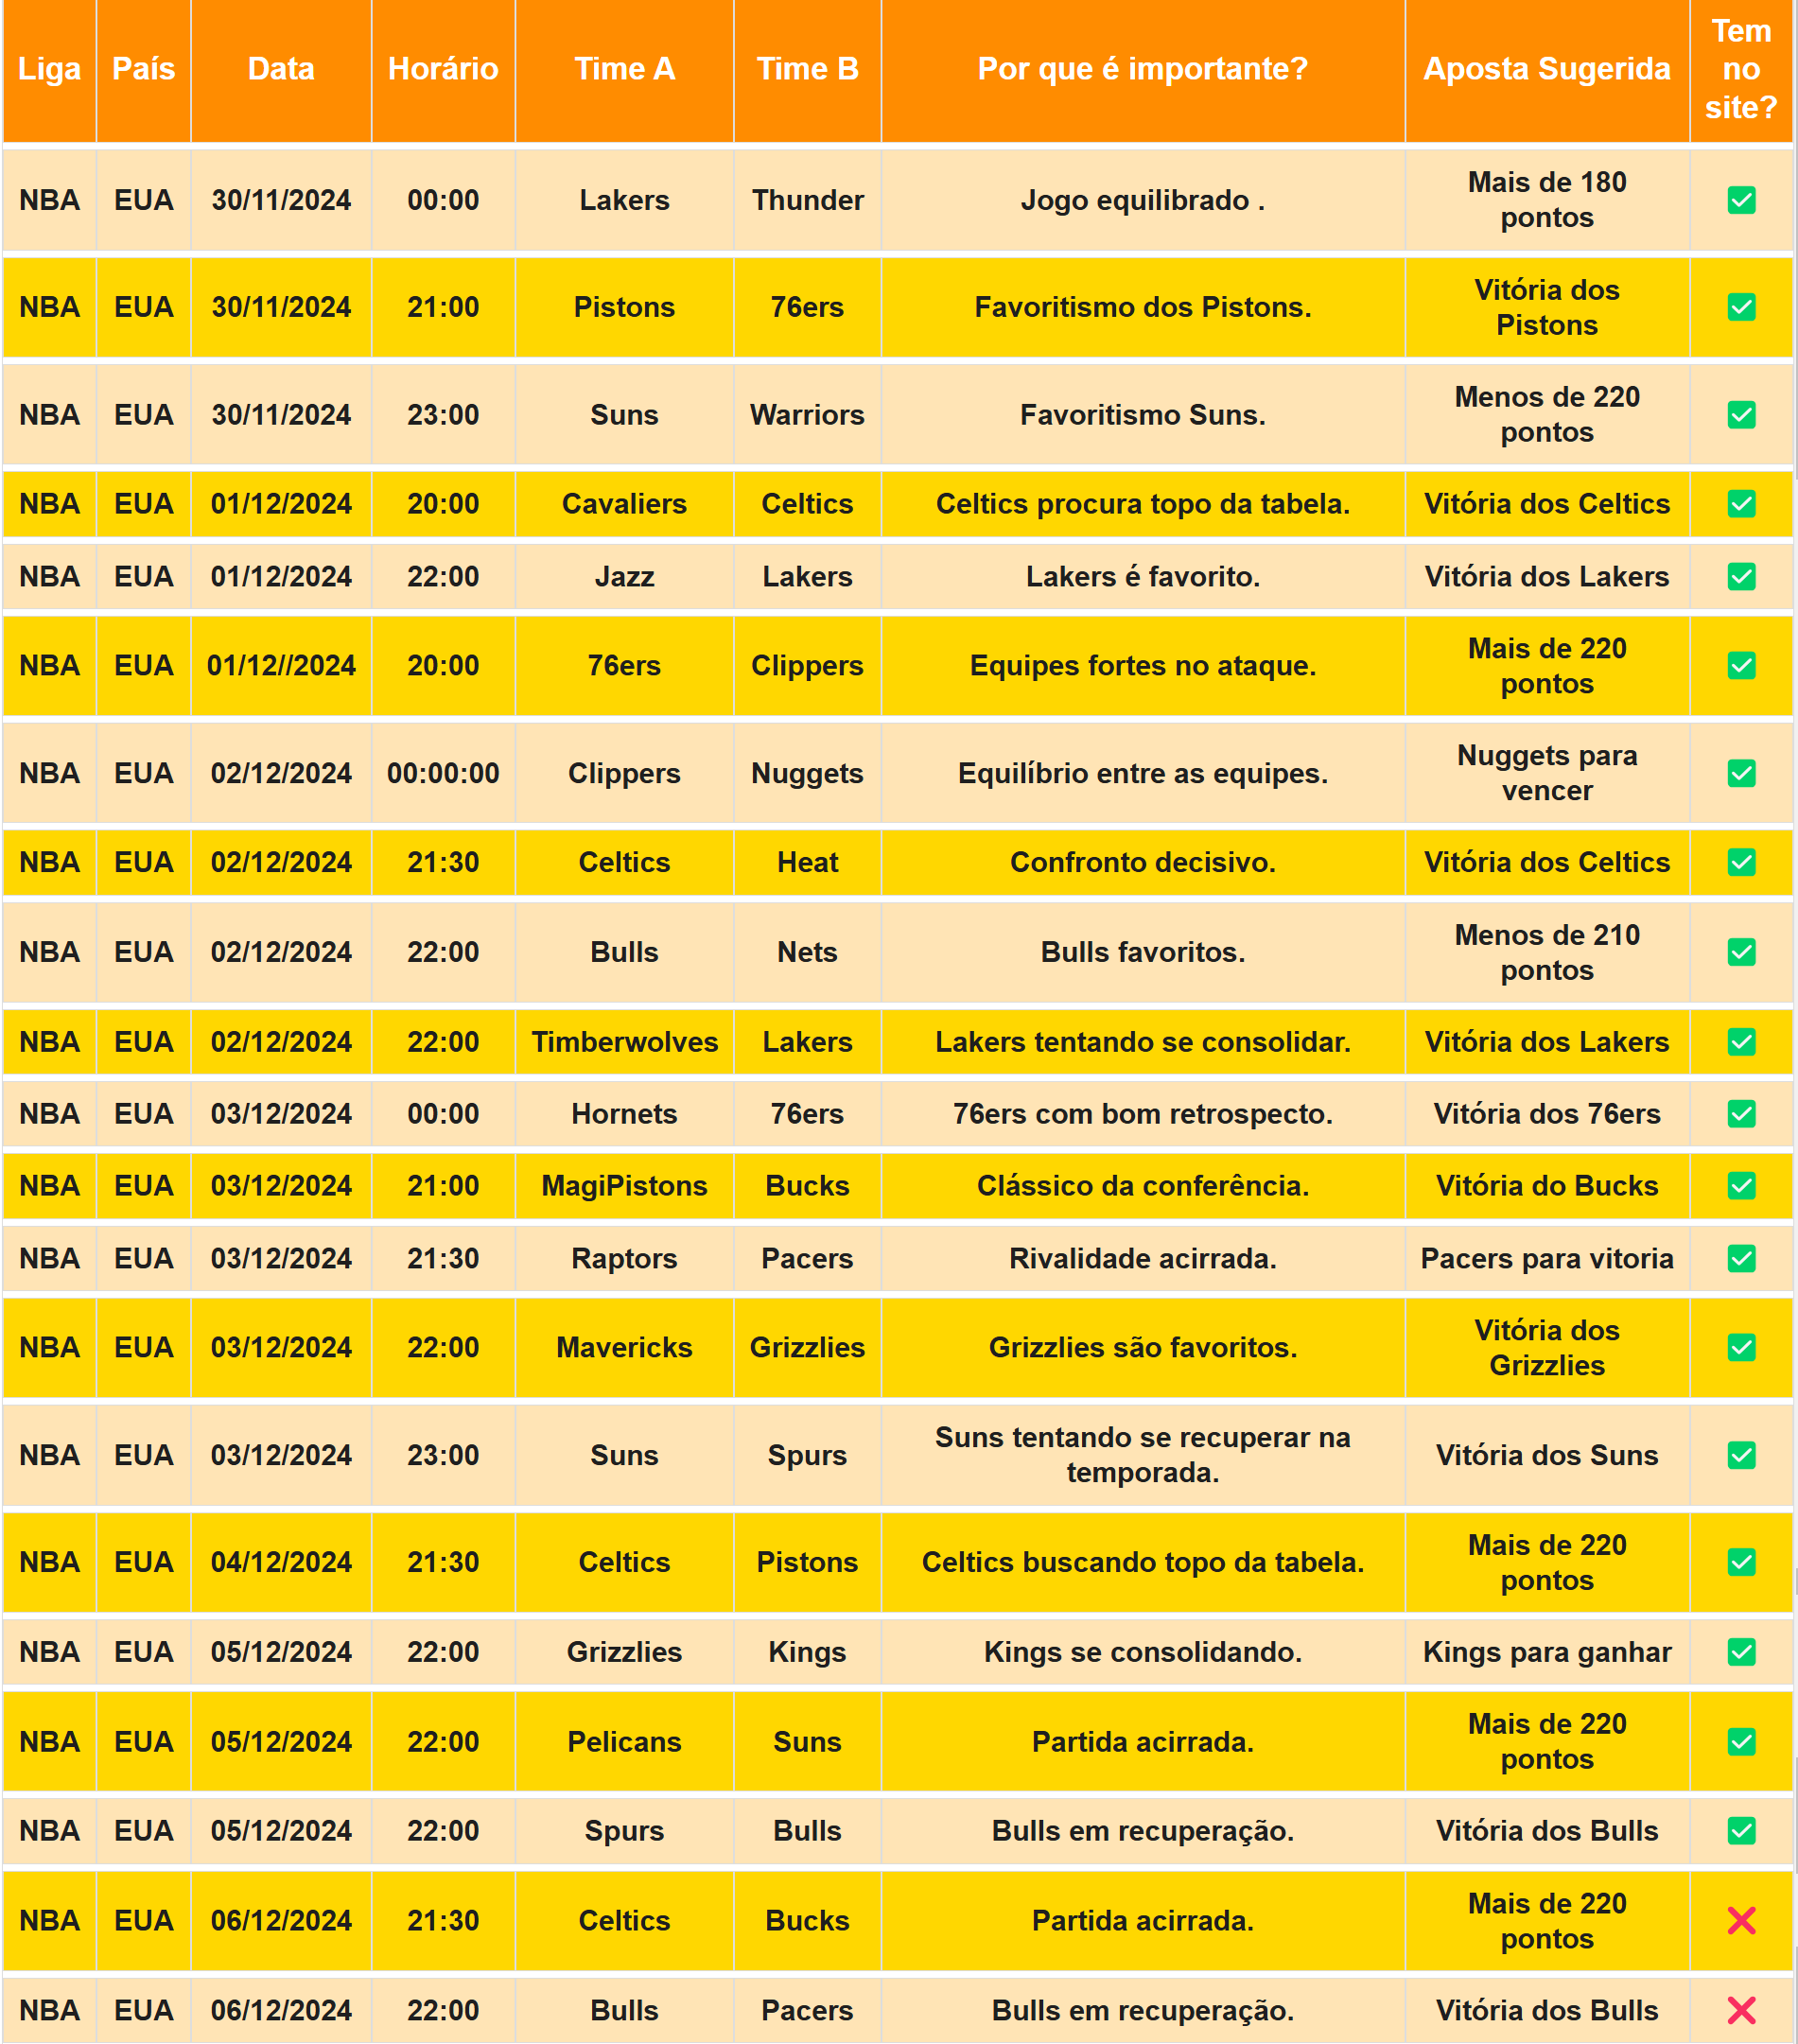 Liga País Data Horário Time A Time B Por que é importante? Aposta Sugerida Tem no site?
NBA EUA 30/11/2024 00:00 Lakers Thunder Jogo equilibrado . Mais de 180 pontos
NBA EUA 30/11/2024 21:00 Pistons 76ers Favoritismo dos Pistons. Vitória dos Pistons
NBA EUA 30/11/2024 23:00 Suns Warriors Favoritismo Suns. Menos de 220 pontos
NBA EUA 01/12/2024 20:00 Cavaliers Celtics Celtics procura topo da tabela. Vitória dos Celtics
NBA EUA 01/12/2024 22:00 Jazz Lakers Lakers é favorito. Vitória dos Lakers
NBA EUA 01/12//2024 20:00 76ers Clippers Equipes fortes no ataque. Mais de 220 pontos
NBA EUA 02/12/2024 00:00:00 Clippers Nuggets Equilíbrio entre as equipes. Nuggets para vencer
NBA EUA 02/12/2024 21:30 Celtics Heat Confronto decisivo. Vitória dos Celtics
NBA EUA 02/12/2024 22:00 Bulls Nets Bulls favoritos. Menos de 210 pontos
NBA EUA 02/12/2024 22:00 Timberwolves Lakers Lakers tentando se consolidar. Vitória dos Lakers
NBA EUA 03/12/2024 00:00 Hornets 76ers 76ers com bom retrospecto. Vitória dos 76ers
NBA EUA 03/12/2024 21:00 MagiPistons Bucks Clássico da conferência. Vitória do Bucks
NBA EUA 03/12/2024 21:30 Raptors Pacers Rivalidade acirrada. Pacers para vitoria
NBA EUA 03/12/2024 22:00 Mavericks Grizzlies Grizzlies são favoritos. Vitória dos Grizzlies
NBA EUA 03/12/2024 23:00 Suns Spurs Suns tentando se recuperar na temporada. Vitória dos Suns
NBA EUA 04/12/2024 21:30 Celtics Pistons Celtics buscando topo da tabela. Mais de 220 pontos
NBA EUA 05/12/2024 22:00 Grizzlies Kings Kings se consolidando. Kings para ganhar
NBA EUA 05/12/2024 22:00 Pelicans Suns Partida acirrada. Mais de 220 pontos
NBA EUA 05/12/2024 22:00 Spurs Bulls Bulls em recuperação. Vitória dos Bulls
NBA EUA 06/12/2024 21:30 Celtics Bucks Partida acirrada. Mais de 220 pontos
NBA EUA 06/12/2024 22:00 Bulls Pacers Bulls em recuperação. Vitória dos Bulls